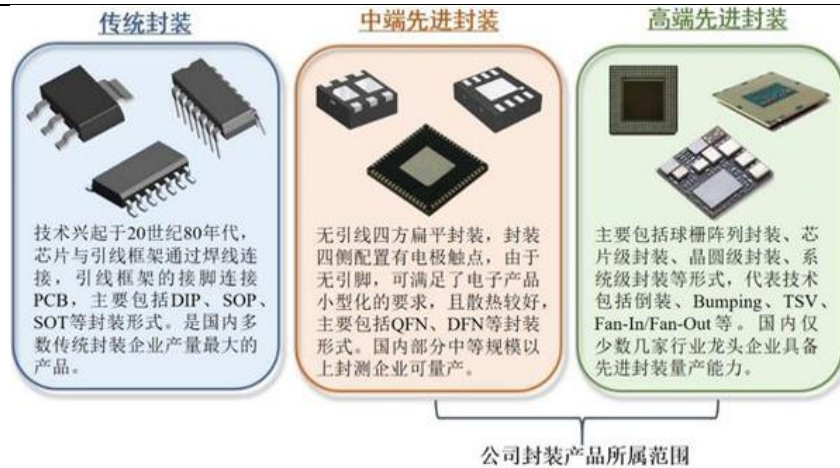 传统封装
技术兴起于20世纪80年代，
芯片与引线框架通过焊线连
接，引线框架的接脚连接
PCB，主要包括DIP、SOP、
SOT等封装形式。是国内多
数传统封装企业产量最大的
产品。
中端先进封装
无引线四方扁平封装，封装
四侧配置有电极触点，由于
无引脚，可满足了电子产品
小型化的要求，且散热较好，
主要包括QFN、DFN等封装
形式。国内部分中等规模以
上封测企业可量产。
高端先进封装
主要包括球栅阵列封装、芯
片级封装、晶圆级封装、系
统级封装等形式，代表技术
包括倒装、Bumping、TSV、
Fan-In/Fan-Out等。国内仅
少数几家行业龙头企业具备
先进封装量产能力。
公司封装产品所属范围